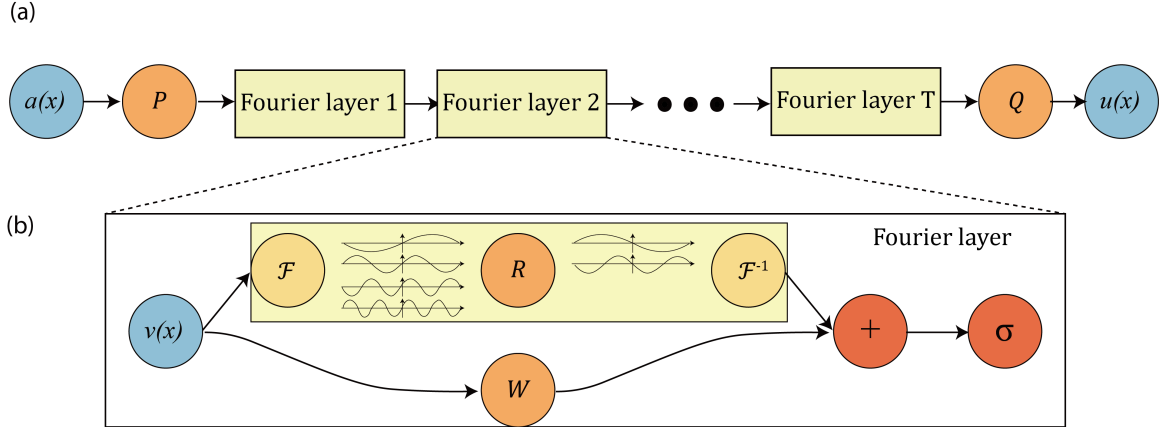 (a)
a(x)
P
Fourier layer 1
Fourier layer 2
Fourier layer T
Q
u(x)
(b)
Fourier layer
ℱ
R
ℱ⁻¹
v(x)
+
σ
W